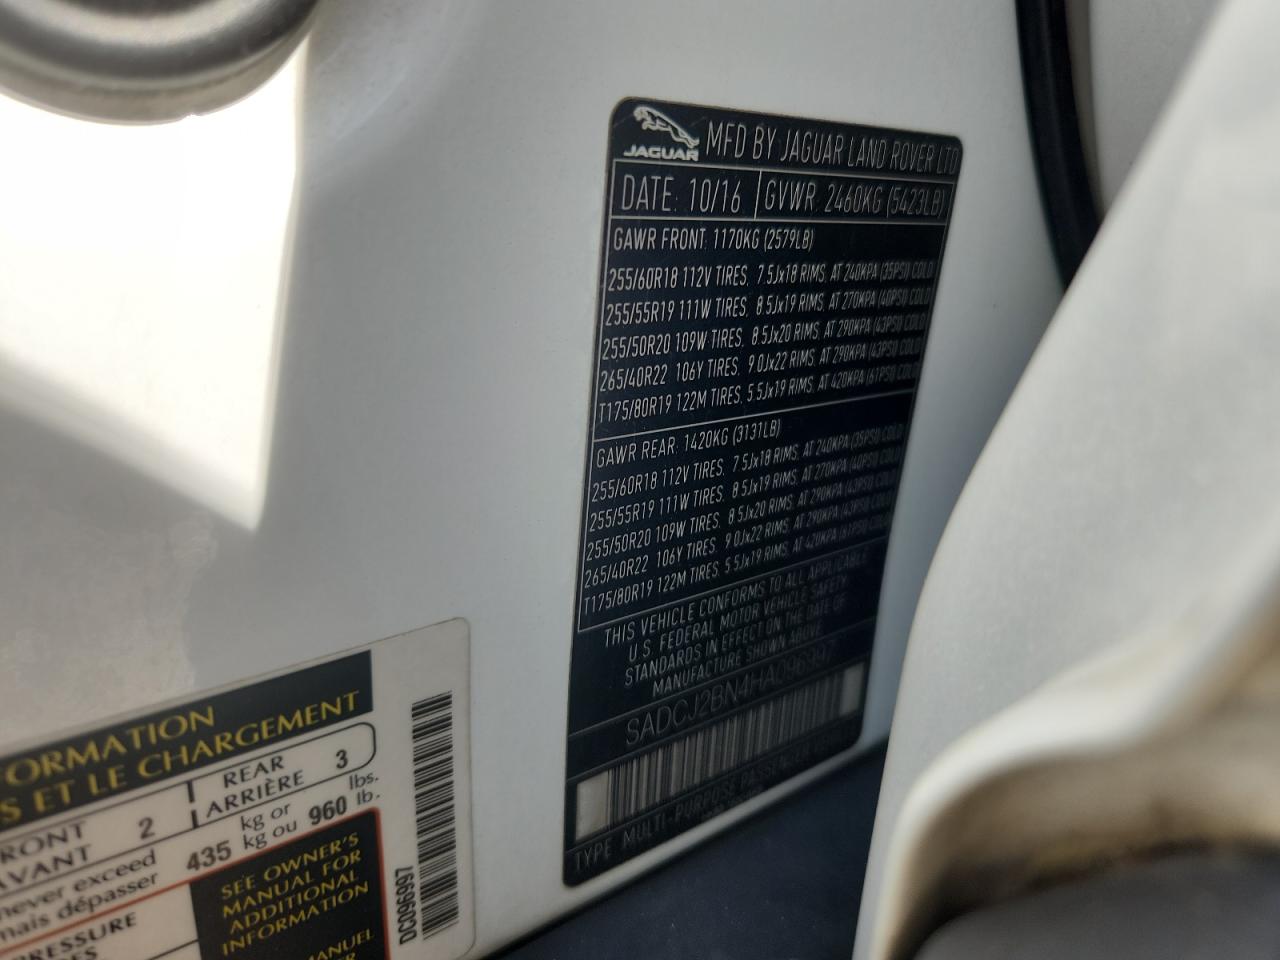 JAGUAR MFD BY JAGUAR LAND ROVER LTD
DATE: 10/16 GVWR 2460KG (5423LB)
GAWR FRONT: 1170KG (2579LB)
255/60R18 112V TIRES, 7.5Jx18 RIMS, AT 240KPA (35PSI) COLD
255/55R19 111W TIRES, 8.5Jx19 RIMS, AT 270KPA (40PSI) COLD
255/50R20 109W TIRES, 8.5Jx20 RIMS, AT 290KPA (43PSI) COLD
265/40R22 106Y TIRES, 9.0Jx22 RIMS, AT 290KPA (43PSI) COLD
T175/80R19 122M TIRES, 5.5Jx19 RIMS, AT 420KPA (61PSI) COLD
GAWR REAR: 1420KG (3131LB)
255/60R18 112V TIRES, 7.5Jx18 RIMS, AT 240KPA (35PSI) COLD
255/55R19 111W TIRES, 8.5Jx19 RIMS, AT 270KPA (40PSI) COLD
255/50R20 109W TIRES, 8.5Jx20 RIMS, AT 290KPA (43PSI) COLD
265/40R22 106Y TIRES, 9.0Jx22 RIMS, AT 290KPA (43PSI) COLD
T175/80R19 122M TIRES, 5.5Jx19 RIMS, AT 420KPA (61PSI) COLD
THIS VEHICLE CONFORMS TO ALL APPLICABLE
U.S. FEDERAL MOTOR VEHICLE SAFETY
STANDARDS IN EFFECT ON THE DATE OF
MANUFACTURE SHOWN ABOVE
SADCJ2BN4HA096997
TYPE: MULTI-PURPOSE PASSENGER
FORMATION
S ET LE CHARGEMENT
RONT 2 REAR 3
AVANT ARRIÈRE
never exceed 435 kg or 960 lbs.
mais dépasser kg ou lb.
PRESSURE
SEE OWNER'S
MANUAL FOR
ADDITIONAL
INFORMATION
MANUEL
DC096997